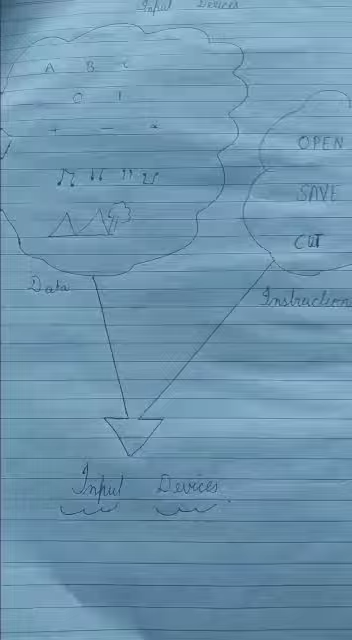 Input Devices
A B C
0 1
+ -
OPEN
SAVE
CUT
Data
Instruction
Input Devices